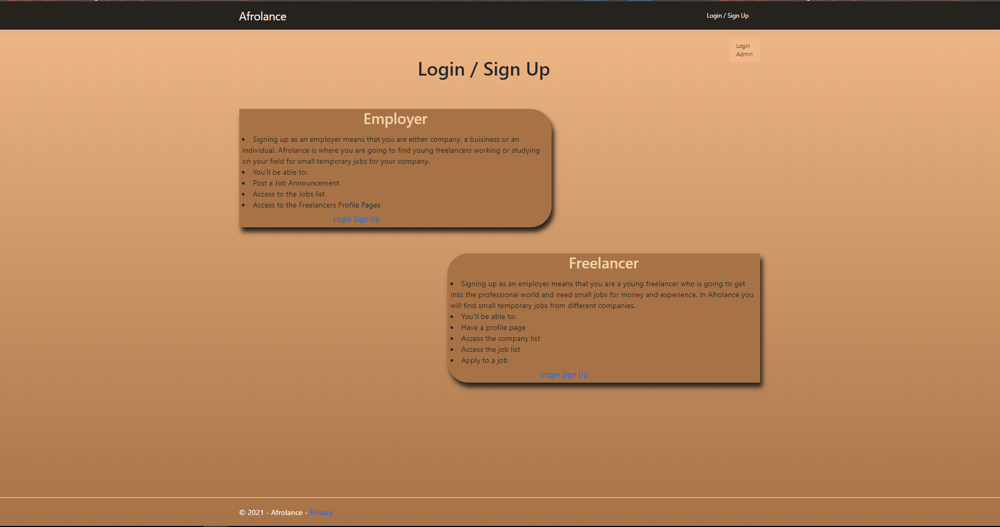 Afrolance
Login / Sign Up
Login
Admin
Login / Sign Up
Employer
• Signing up as an employer means that you are either company, a buisiness or an
individual. Afrolance is where you are going to find young freelancers working or studying
on your field for small temporary jobs for your company.
• You'll be able to:
• Post a Job Announcement
• Access to the Jobs list
• Access to the Freelancers Profile Pages
Login Sign Up
Freelancer
• Signing up as an employer means that you are a young freelancer who is going to get
into the professional world and need small jobs for money and experience. In Afrolance you
will find small temporary jobs from different companies.
• You'll be able to:
• Have a profile page
• Access the company list
• Access the job list
• Apply to a job
Login Sign Up
© 2021 - Afrolance - Privacy